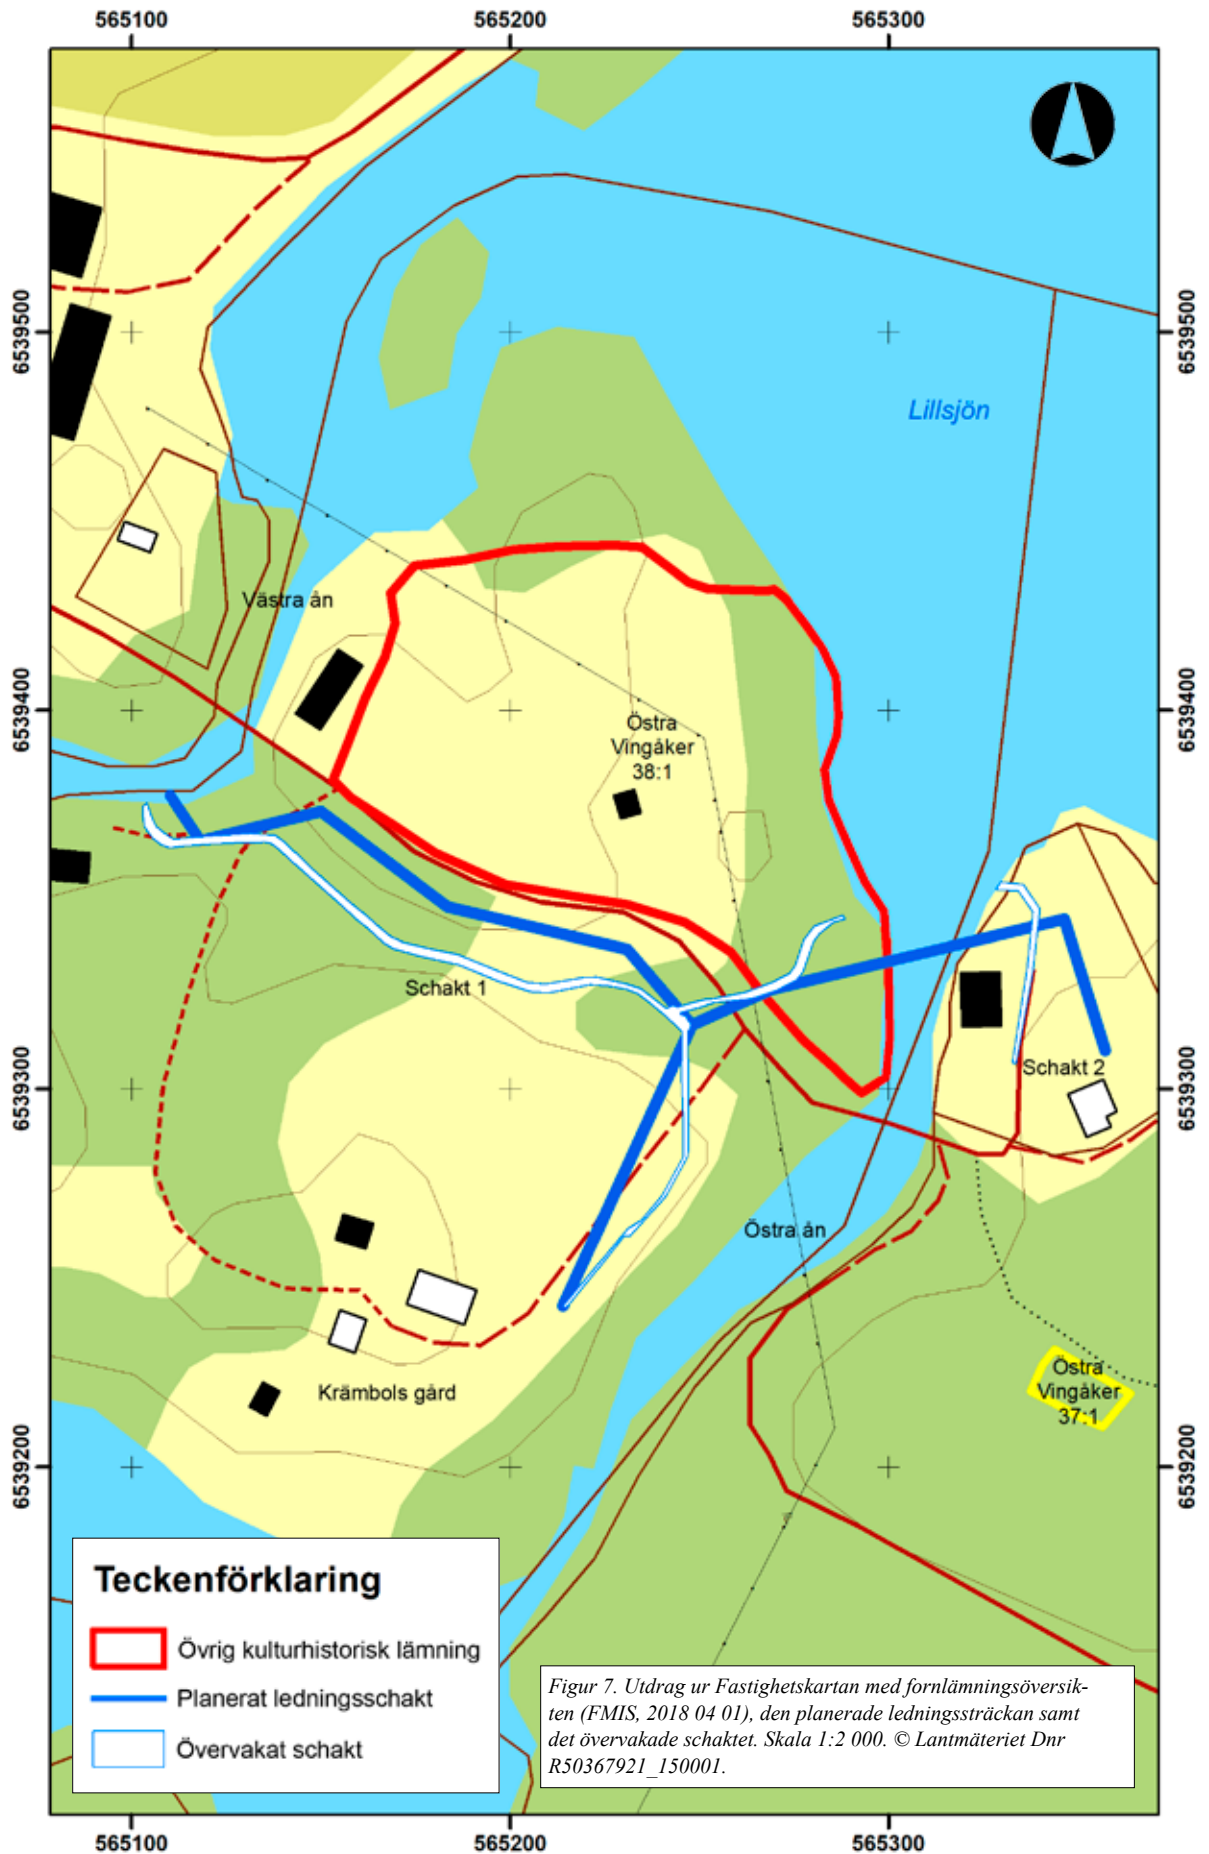 565100
565200
565300
6539500
6539500
Lillsjön
Västra ån
6539400
6539400
Östra
Vingåker
38:1
Schakt 1
Schakt 2
6539300
6539300
Östra ån
Östra
Vingåker
37:1
Krämbols gård
6539200
6539200
Teckenförklaring
Övrig kulturhistorisk lämning
Planerat ledningsschakt
Övervakat schakt
Figur 7. Utdrag ur Fastighetskartan med fornlämningsöversik-
ten (FMIS, 2018 04 01), den planerade ledningssträckan samt
det övervakade schaktet. Skala 1:2 000. © Lantmäteriet Dnr
R50367921_150001.
565100
565200
565300